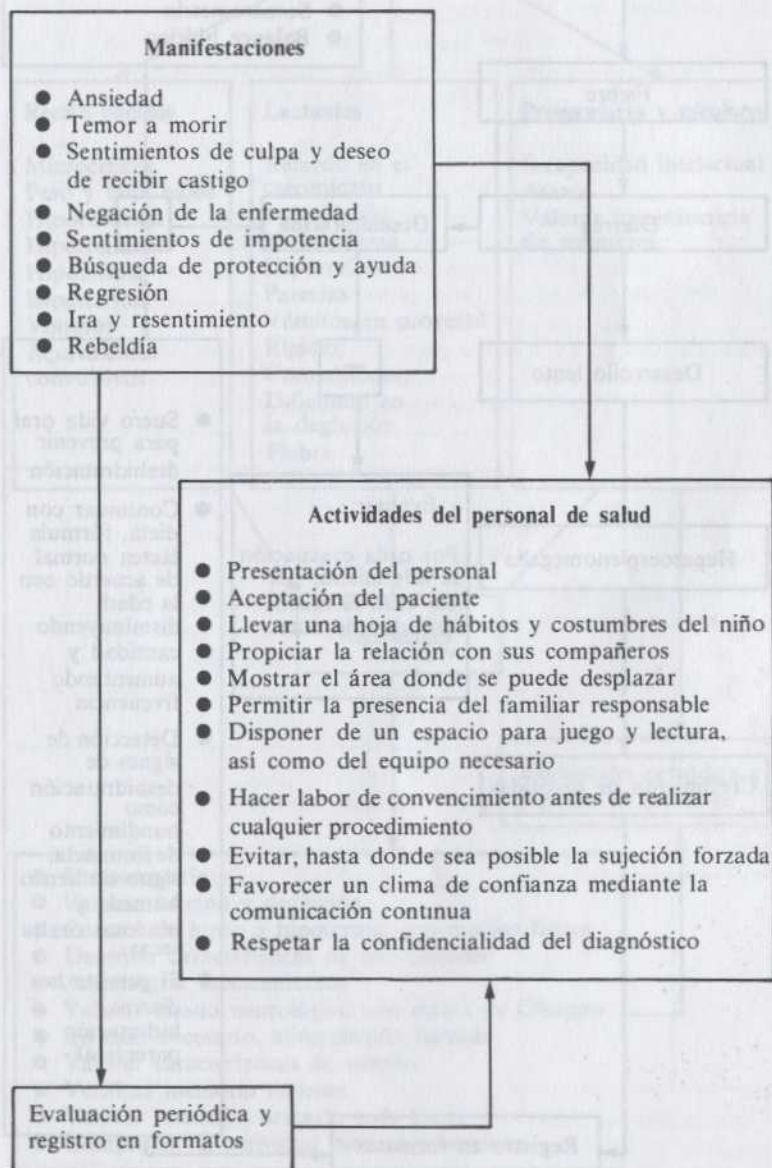 Manifestaciones
● Ansiedad
● Temor a morir
● Sentimientos de culpa y deseo
de recibir castigo
● Negación de la enfermedad
● Sentimientos de impotencia
● Búsqueda de protección y ayuda
● Regresión
● Ira y resentimiento
● Rebeldía
Actividades del personal de salud
● Presentación del personal
● Aceptación del paciente
● Llevar una hoja de hábitos y costumbres del niño
● Propiciar la relación con sus compañeros
● Mostrar el área donde se puede desplazar
● Permitir la presencia del familiar responsable
● Disponer de un espacio para juego y lectura,
así como del equipo necesario
● Hacer labor de convencimiento antes de realizar
cualquier procedimiento
● Evitar, hasta donde sea posible la sujeción forzada
● Favorecer un clima de confianza mediante la
comunicación continua
● Respetar la confidencialidad del diagnóstico
Evaluación periódica y
registro en formatos